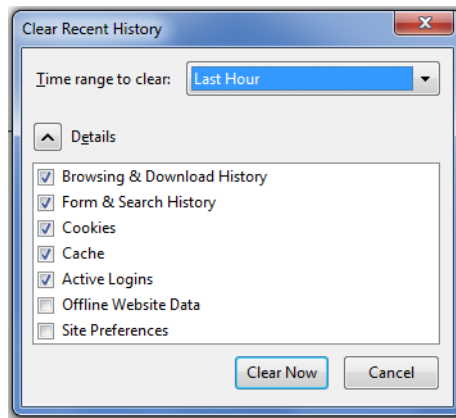 Clear Recent History
Time range to clear: Last Hour
Details
Browsing & Download History
Form & Search History
Cookies
Cache
Active Logins
Offline Website Data
Site Preferences
Clear Now Cancel